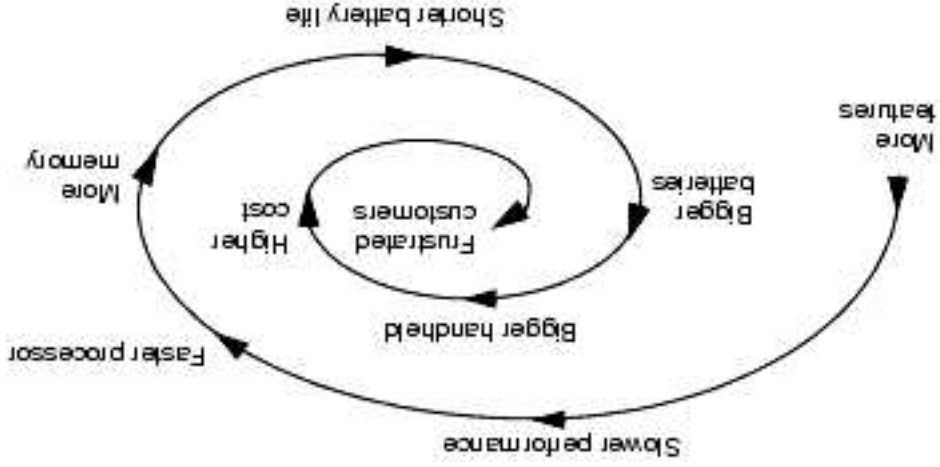 More
features
Slower performance
Faster processor
More
memory
Shorter battery life
Bigger
batteries
Bigger handheld
Higher
cost
Frustrated
customers